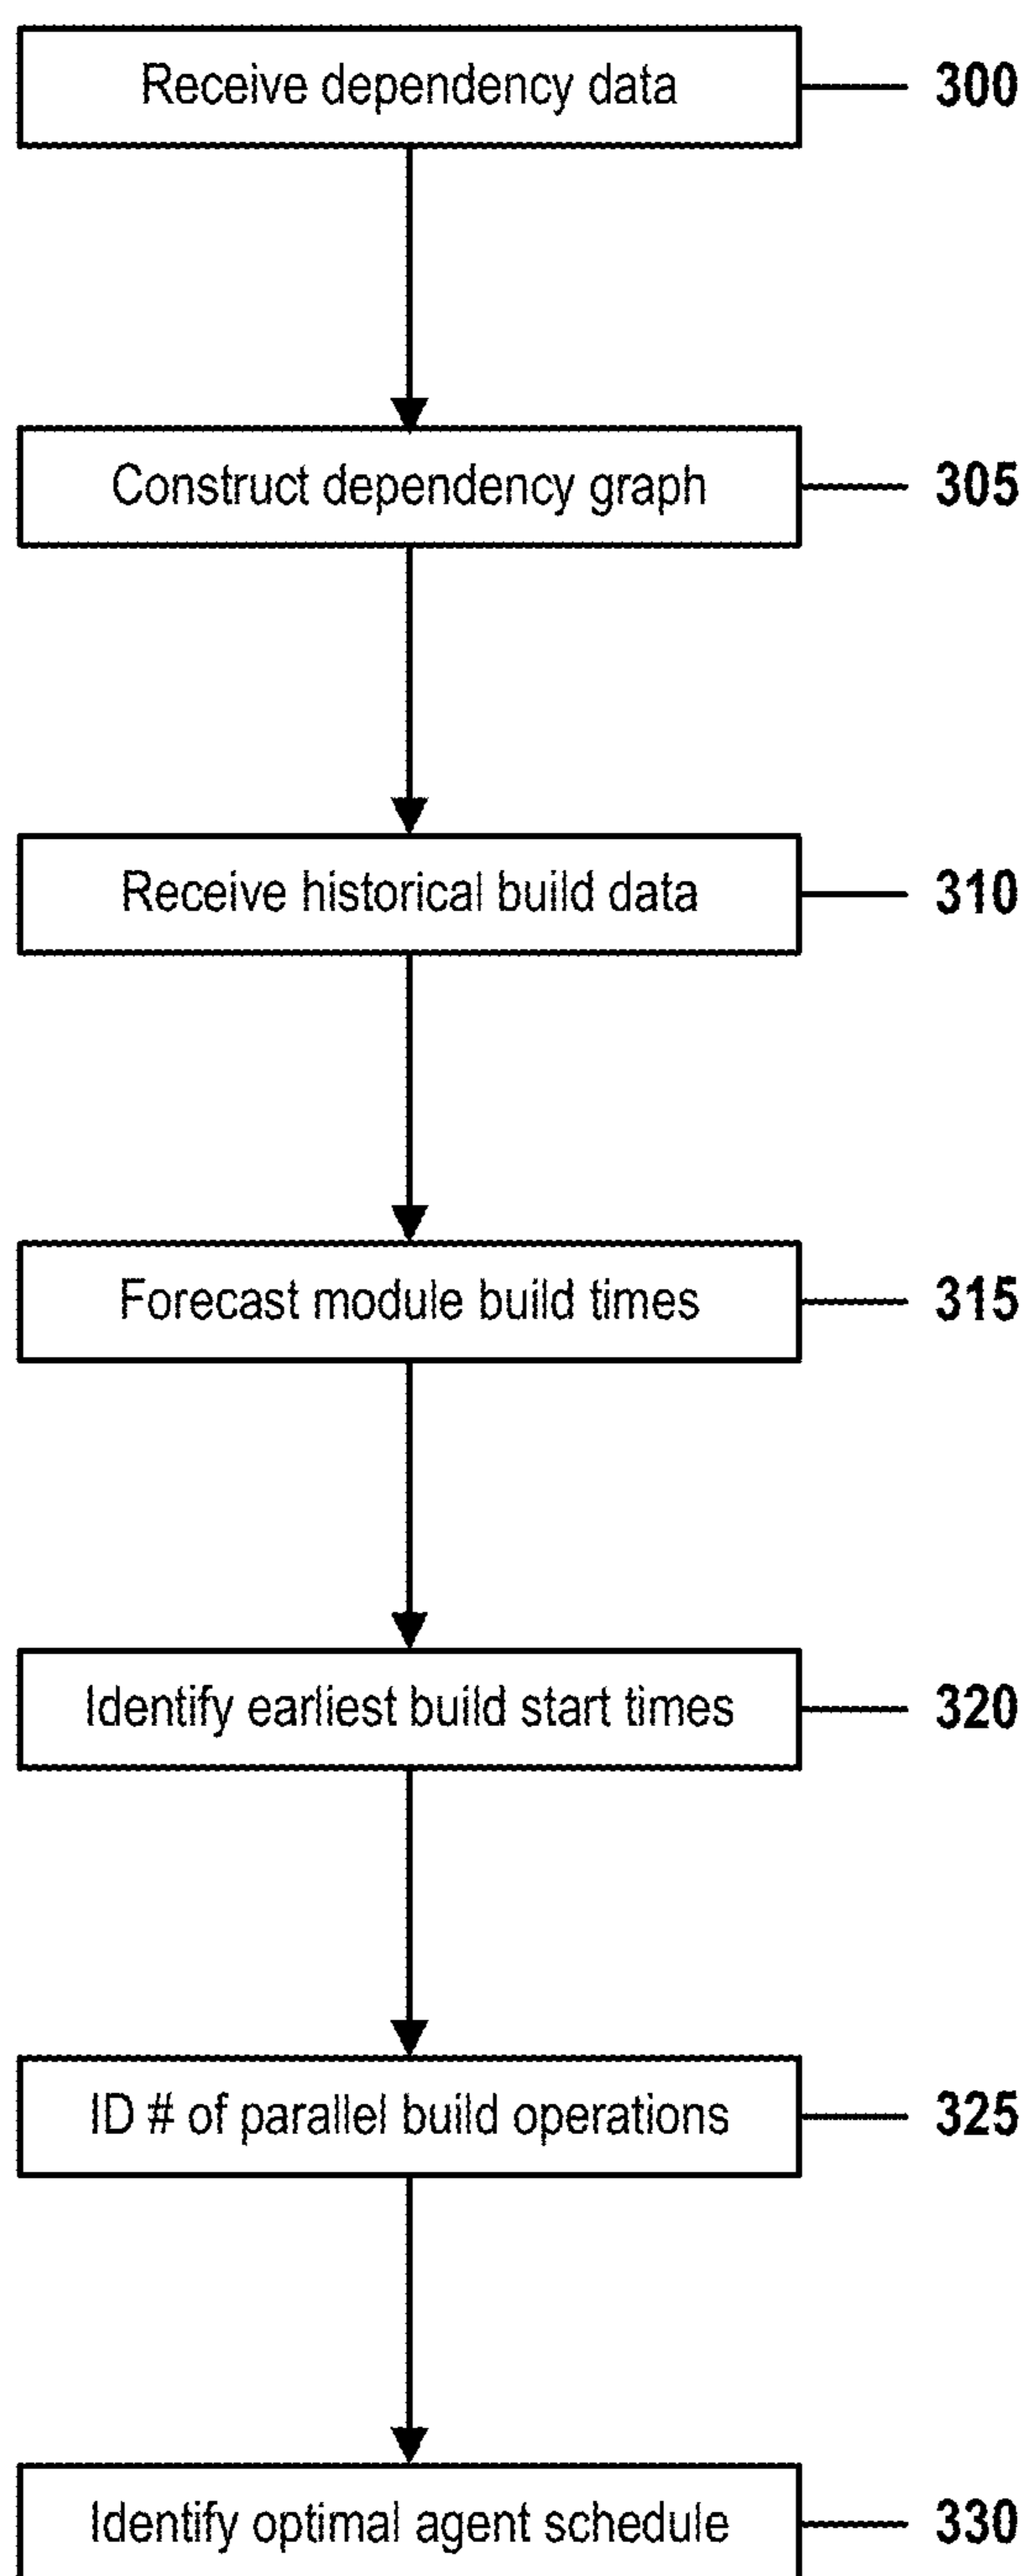 Receive dependency data 300
Construct dependency graph 305
Receive historical build data 310
Forecast module build times 315
Identify earliest build start times 320
ID # of parallel build operations 325
Identify optimal agent schedule 330